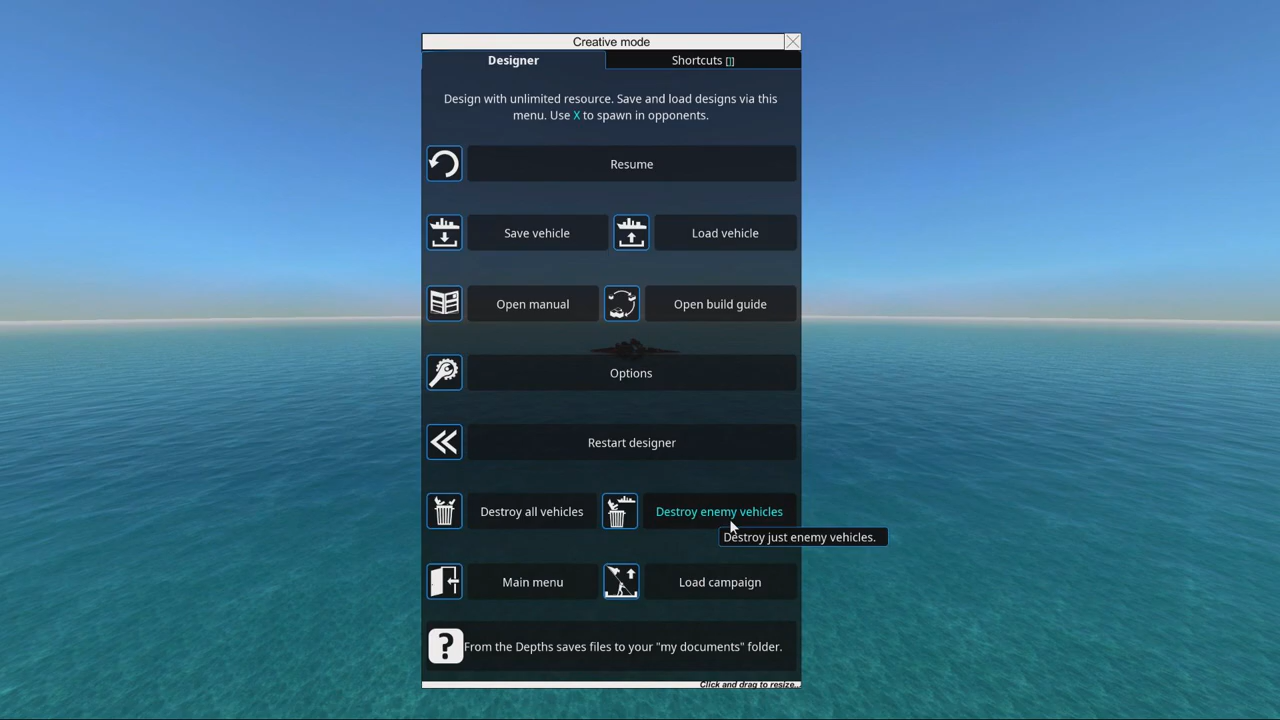 Creative mode
Designer
Shortcuts []]
Design with unlimited resource. Save and load designs via this
menu. Use X to spawn in opponents.
Resume
Save vehicle
Load vehicle
Open manual
Open build guide
Options
Restart designer
Destroy all vehicles
Destroy enemy vehicles
Destroy just enemy vehicles.
Main menu
Load campaign
? From the Depths saves files to your "my documents" folder.
Click and drag to resize...